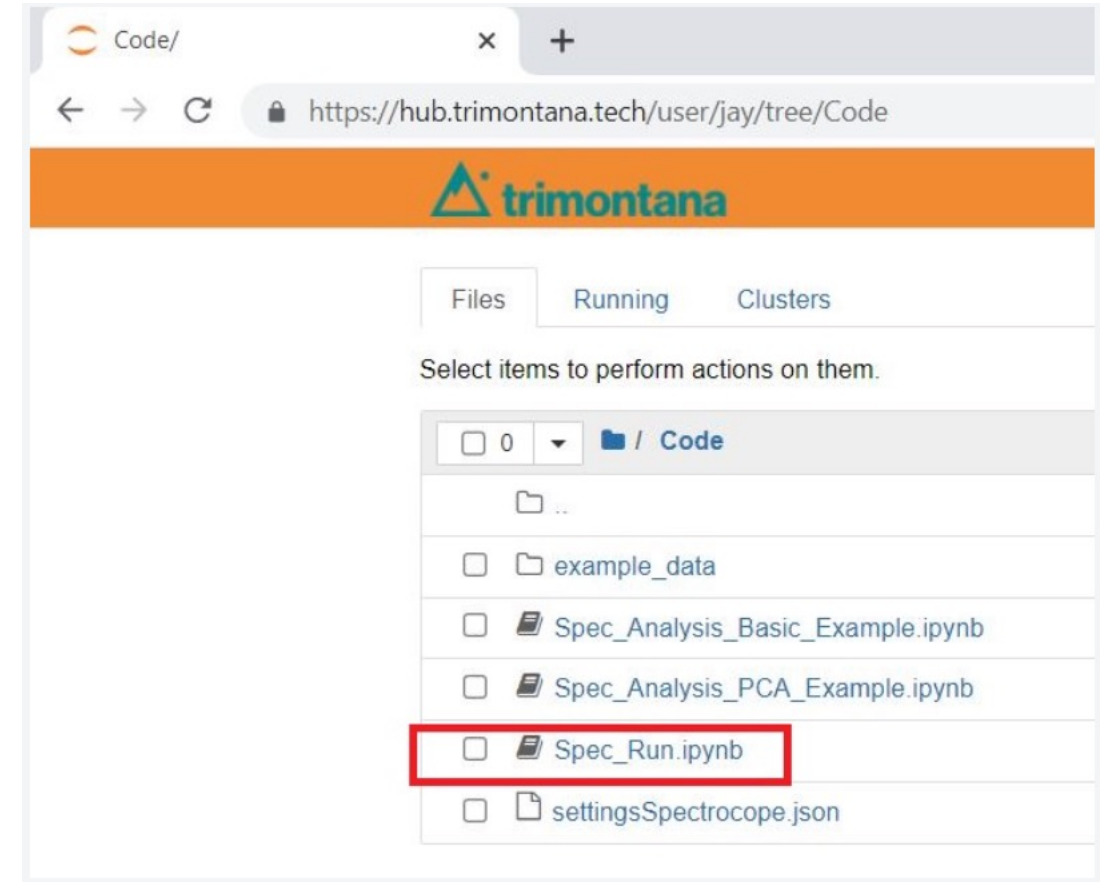 Code/
https://hub.trimontana.tech/user/jay/tree/Code
trimontana
Files Running Clusters
Select items to perform actions on them.
0 / Code
..
example_data
Spec_Analysis_Basic_Example.ipynb
Spec_Analysis_PCA_Example.ipynb
Spec_Run.ipynb
settingsSpectrocope.json